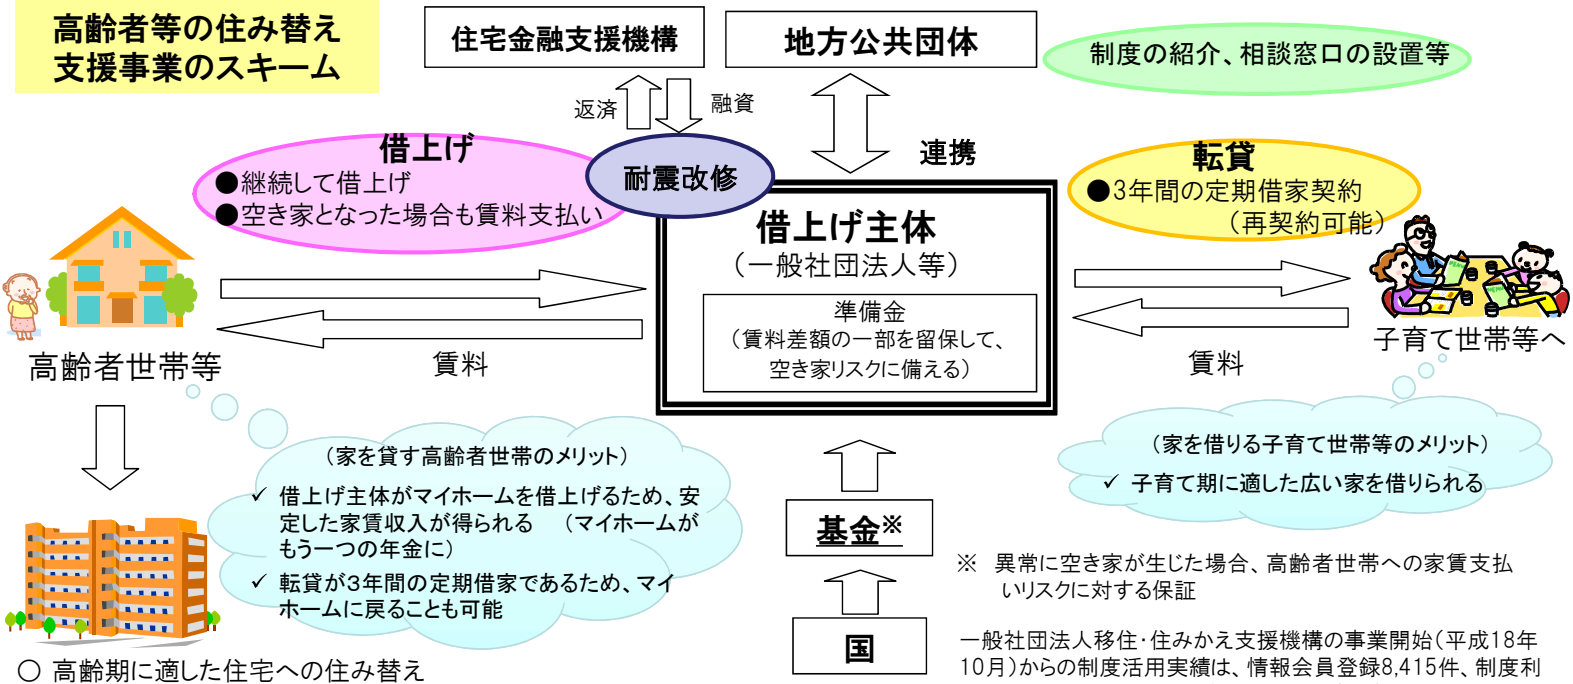 高齢者等の住み替え
支援事業のスキーム
住宅金融支援機構
地方公共団体
制度の紹介、相談窓口の設置等
返済
融資
連携
耐震改修
借上げ
●継続して借上げ
●空き家となった場合も賃料支払い
転貸
●3年間の定期借家契約
（再契約可能）
借上げ主体
（一般社団法人等）
準備金
（賃料差額の一部を留保して、
空き家リスクに備える）
高齢者世帯等
賃料
賃料
子育て世帯等へ
（家を貸す高齢者世帯のメリット）
✓ 借上げ主体がマイホームを借上げるため、安
定した家賃収入が得られる （マイホームが
もう一つの年金に）
✓ 転貸が3年間の定期借家であるため、マイ
ホームに戻ることも可能
（家を借りる子育て世帯等のメリット）
✓ 子育て期に適した広い家を借りられる
基金※
国
※ 異常に空き家が生じた場合、高齢者世帯への家賃支払
いリスクに対する保証
一般社団法人移住・住みかえ支援機構の事業開始（平成18年
10月）からの制度活用実績は、情報会員登録8,415件、制度利
○ 高齢期に適した住宅への住み替え